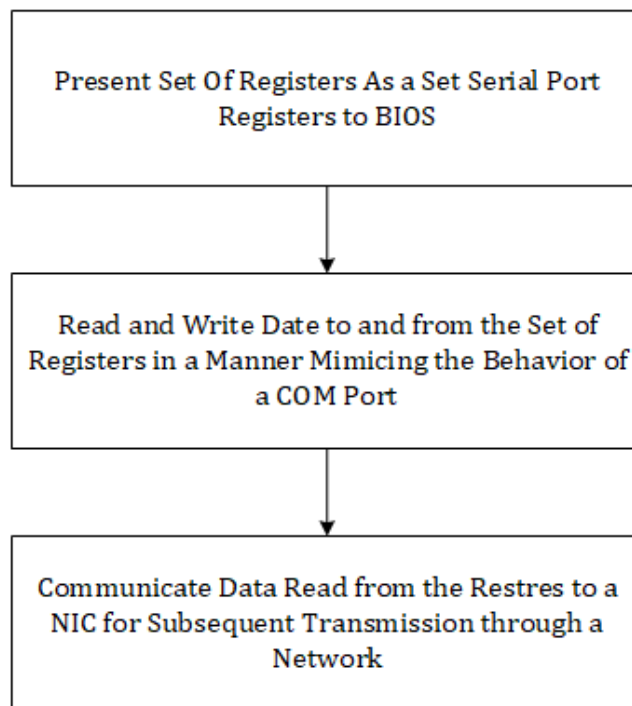 Present Set Of Registers As a Set Serial Port
Registers to BIOS
Read and Write Date to and from the Set of
Registers in a Manner Mimicing the Behavior of
a COM Port
Communicate Data Read from the Restres to a
NIC for Subsequent Transmission through a
Network